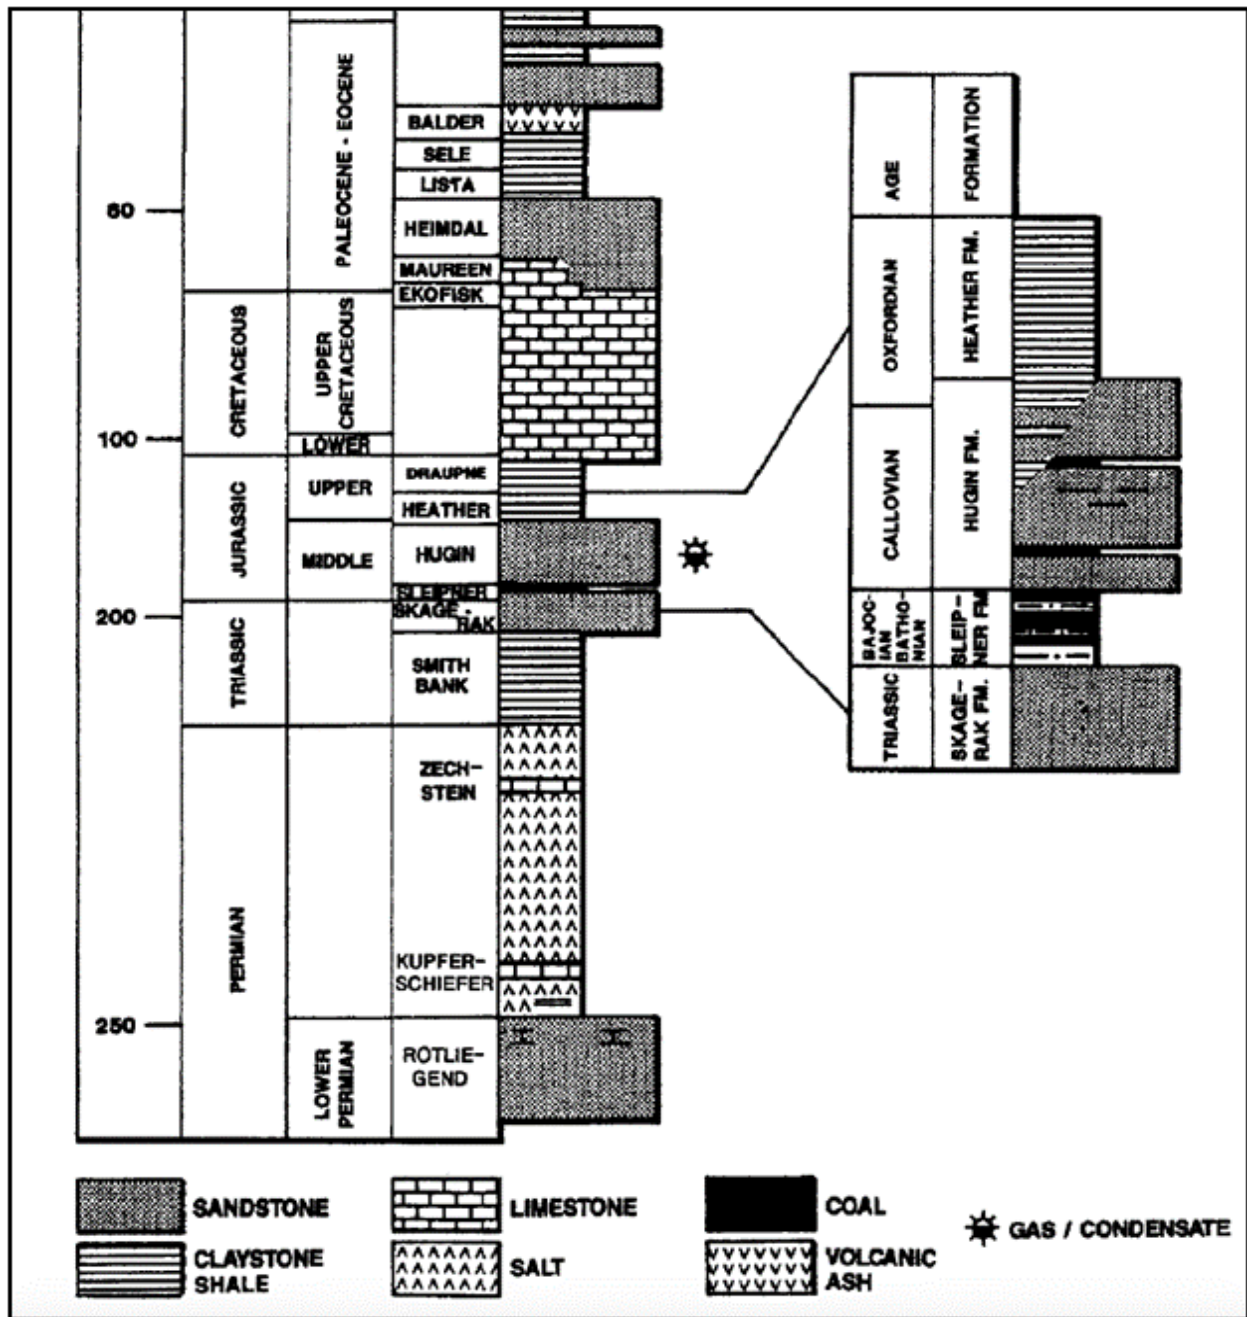 PALEOCENE - EOCENE
BALDER
SELE
LISTA
60
HEIMDAL
MAUREEN
EKOFISK
CRETACEOUS
UPPER
CRETACEOUS
100
LOWER
JURASSIC
UPPER
DRAUPNE
HEATHER
MIDDLE
HUGIN
SLEIPNER
200
TRIASSIC
SKAGE-
RAK
SMITH
BANK
PERMIAN
ZECH-
STEIN
KUPFER-
SCHIEFER
250
LOWER
PERMIAN
ROTLIE-
GEND
AGE
FORMATION
OXFORDIAN
HEATHER FM.
CALLOVIAN
HUGIN FM.
BAJOC-
IAN
BATHO-
NIAN
SLEIP-
NER FM
TRIASSIC
SKAGE-
RAK FM.
SANDSTONE
LIMESTONE
COAL
GAS / CONDENSATE
CLAYSTONE
SHALE
SALT
VOLCANIC
ASH